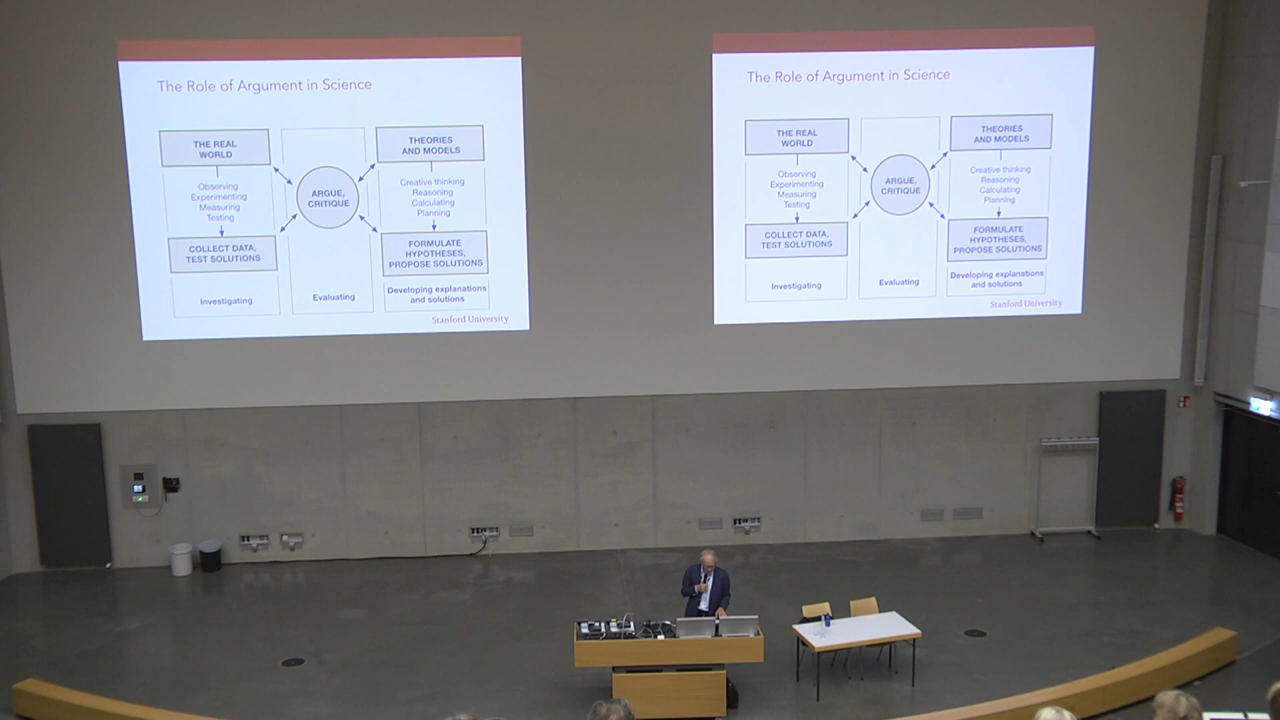 The Role of Argument in Science
THE REAL
WORLD
Observing
Experimenting
Measuring
Testing
COLLECT DATA,
TEST SOLUTIONS
Investigating
ARGUE,
CRITIQUE
Evaluating
THEORIES
AND MODELS
Creative thinking
Reasoning
Calculating
Planning
FORMULATE
HYPOTHESES,
PROPOSE SOLUTIONS
Developing explanations
and solutions
Stanford University
The Role of Argument in Science
THE REAL
WORLD
Observing
Experimenting
Measuring
Testing
COLLECT DATA,
TEST SOLUTIONS
Investigating
ARGUE,
CRITIQUE
Evaluating
THEORIES
AND MODELS
Creative thinking
Reasoning
Calculating
Planning
FORMULATE
HYPOTHESES,
PROPOSE SOLUTIONS
Developing explanations
and solutions
Stanford University